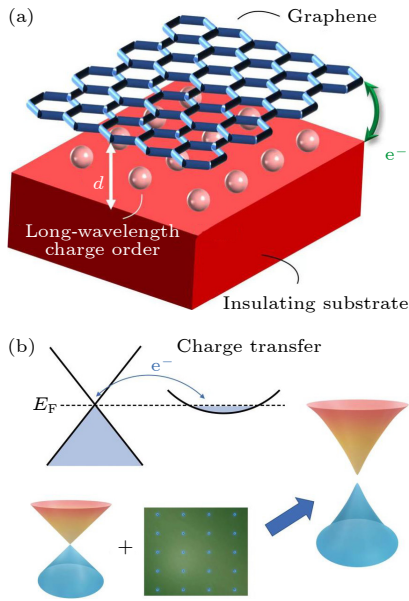 (a)
Graphene
e⁻
d
Long-wavelength
charge order
Insulating substrate
(b)
Charge transfer
e⁻
E_F
+